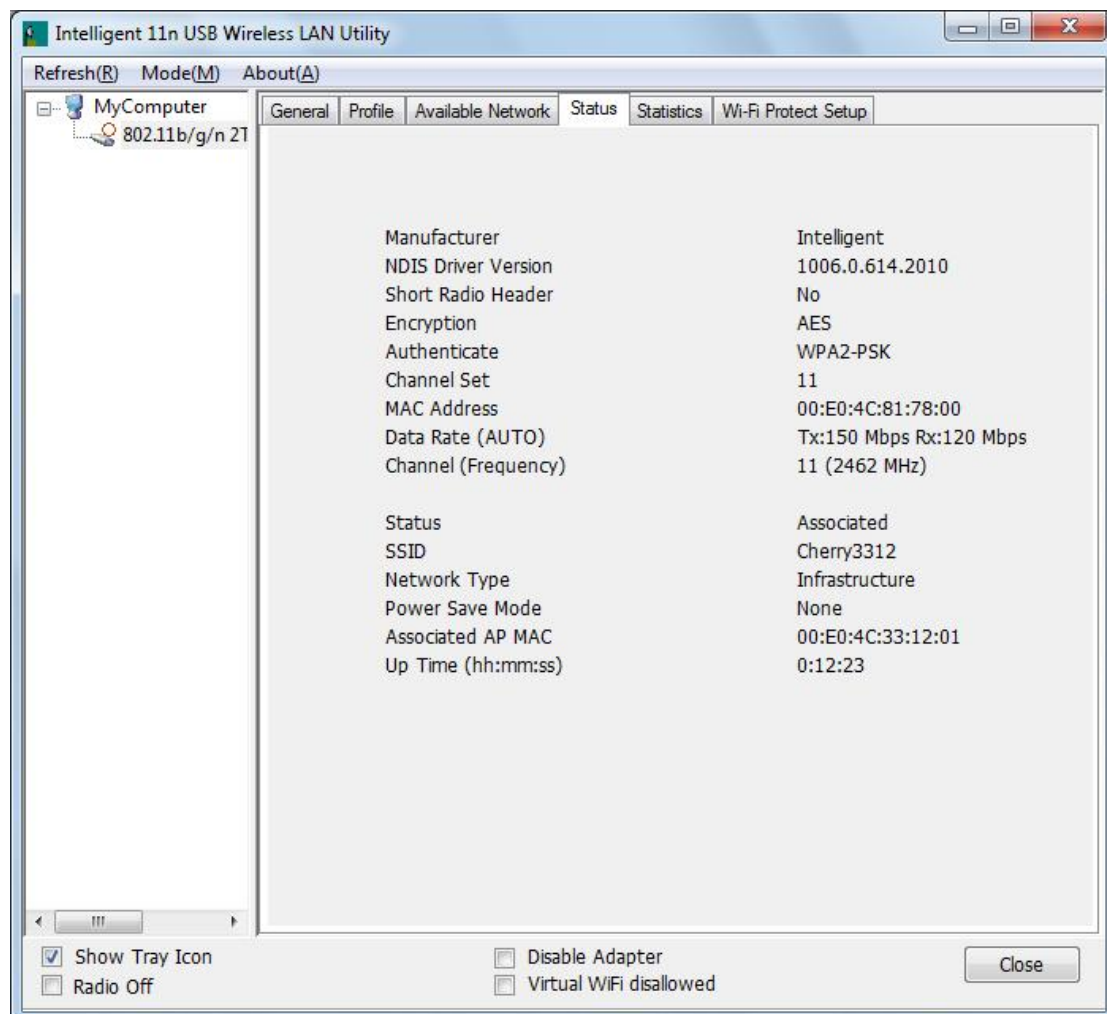 Intelligent 11n USB Wireless LAN Utility
Refresh(R) Mode(M) About(A)
MyComputer
802.11b/g/n 2T
General Profile Available Network Status Statistics Wi-Fi Protect Setup
Manufacturer Intelligent
NDIS Driver Version 1006.0.614.2010
Short Radio Header No
Encryption AES
Authenticate WPA2-PSK
Channel Set 11
MAC Address 00:E0:4C:81:78:00
Data Rate (AUTO) Tx:150 Mbps Rx:120 Mbps
Channel (Frequency) 11 (2462 MHz)
Status Associated
SSID Cherry3312
Network Type Infrastructure
Power Save Mode None
Associated AP MAC 00:E0:4C:33:12:01
Up Time (hh:mm:ss) 0:12:23
Show Tray Icon Disable Adapter
Radio Off Virtual WiFi disallowed
Close